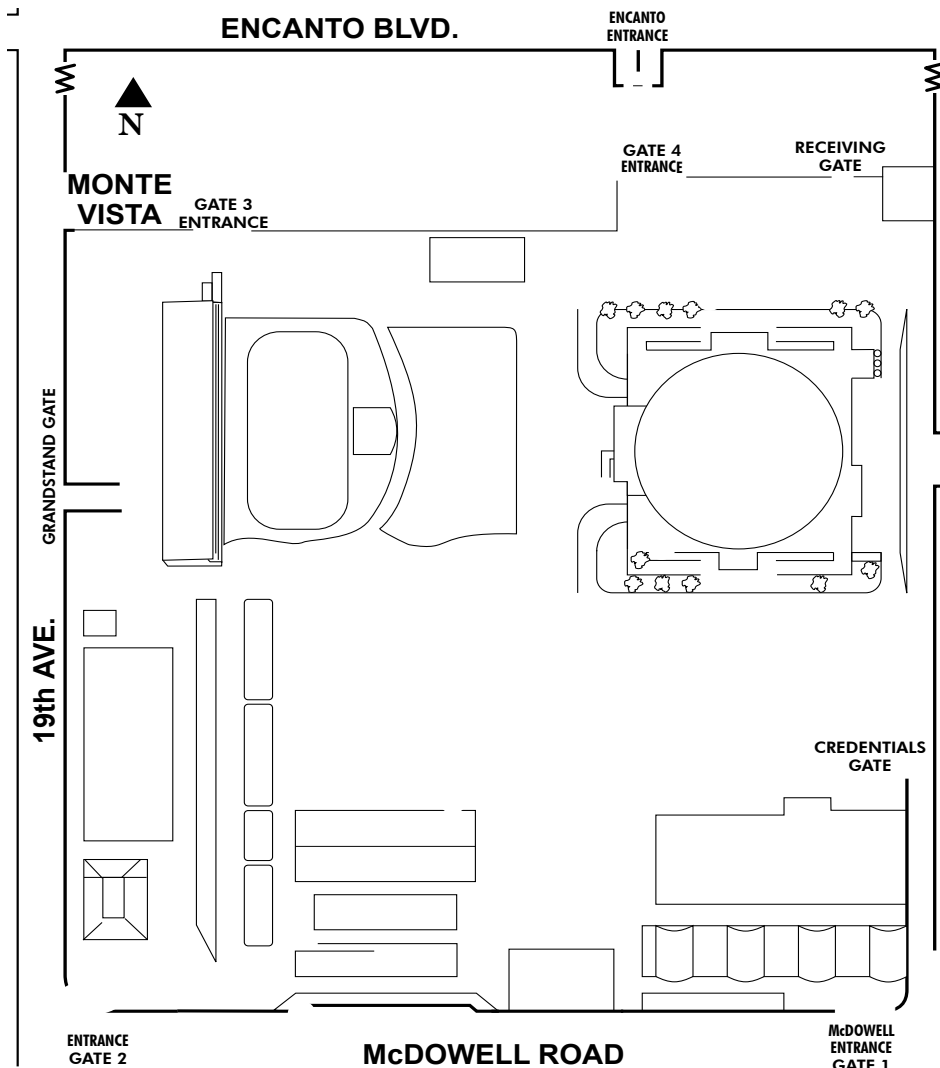 ENCANTO BLVD.
ENCANTO
ENTRANCE
N
GATE 4
ENTRANCE
RECEIVING
GATE
MONTE
VISTA
GATE 3
ENTRANCE
GRANDSTAND GATE
19th AVE.
CREDENTIALS
GATE
ENTRANCE
GATE 2
McDOWELL ROAD
McDOWELL
ENTRANCE
GATE 1